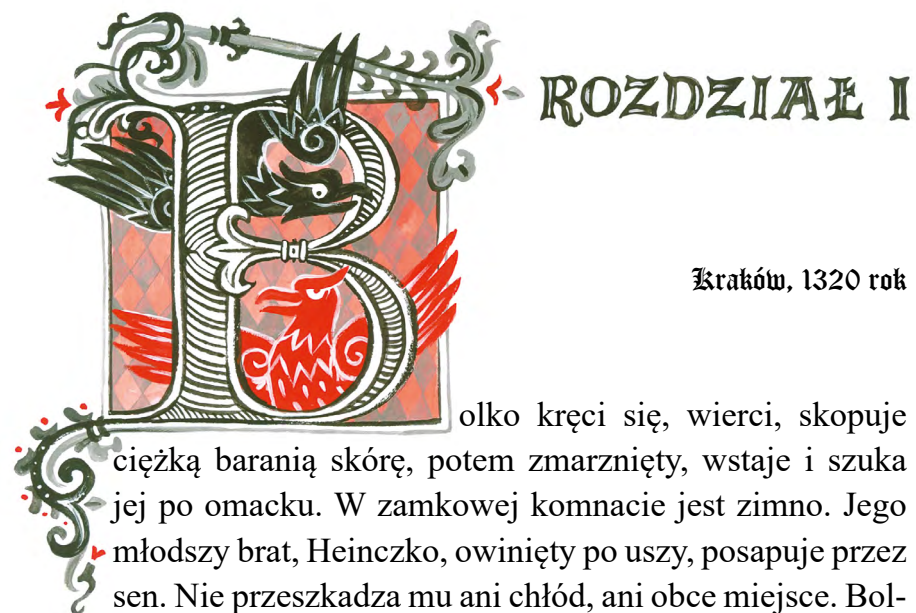 ROZDZIAŁ I
Kraków, 1320 rok
Bolko kręci się, wierci, skopuje
ciężką baranią skórę, potem zmarznięty, wstaje i szuka
jej po omacku. W zamkowej komnacie jest zimno. Jego
młodszy brat, Heinczko, owinięty po uszy, posapuje przez
sen. Nie przeszkadza mu ani chłód, ani obce miejsce. Bol-